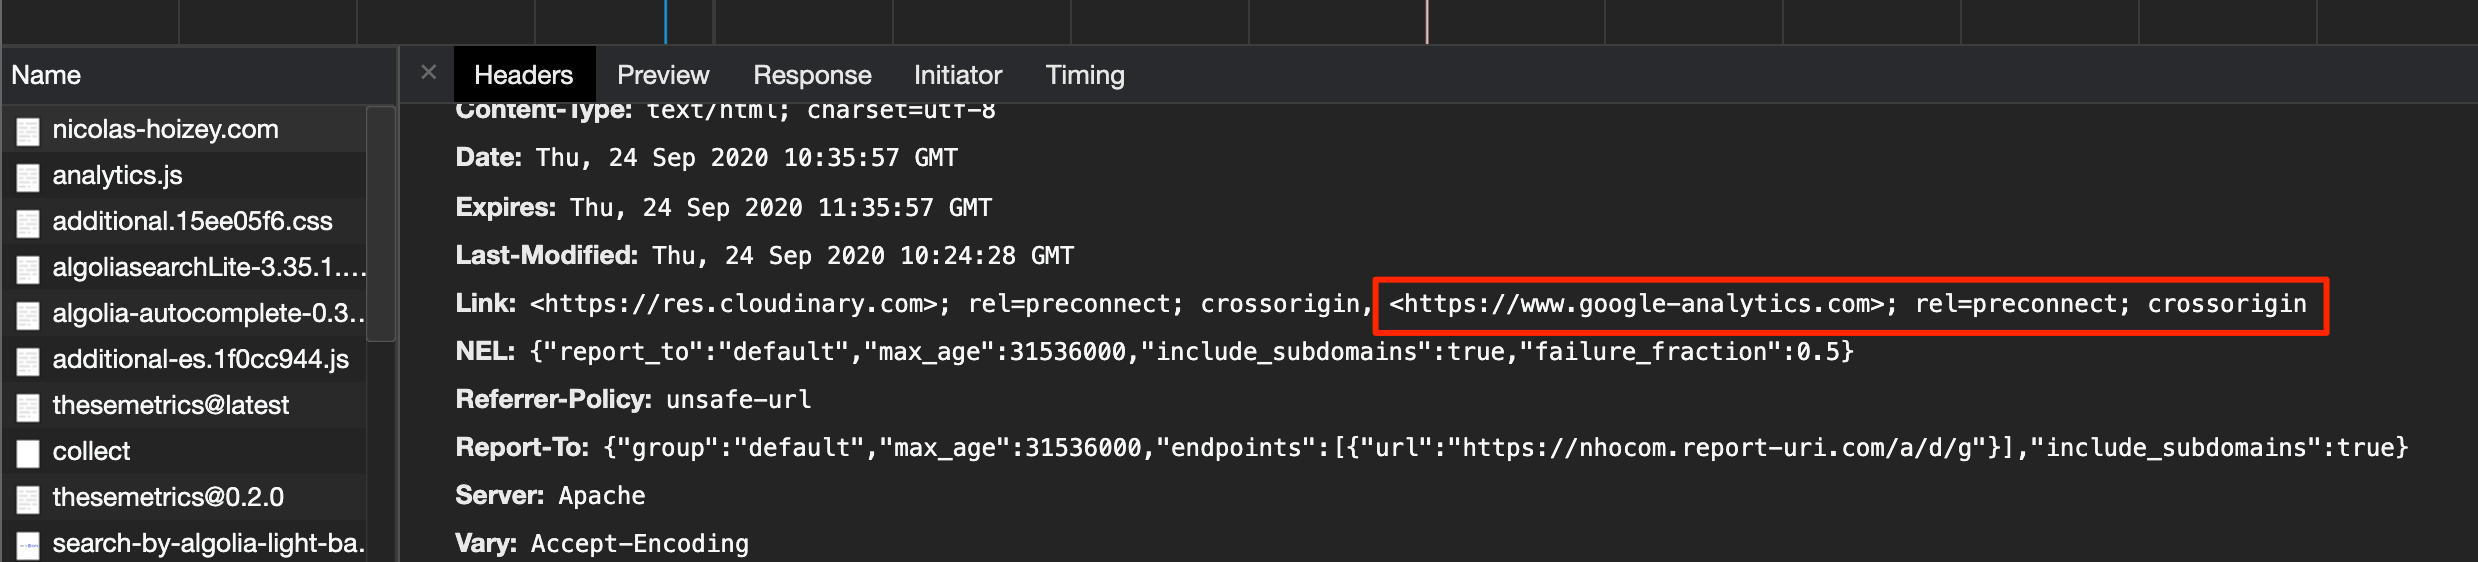 Name
nicolas-hoizey.com
analytics.js
additional.15ee05f6.css
algoliasearchLite-3.35.1....
algolia-autocomplete-0.3...
additional-es.1f0cc944.js
thesemetrics@latest
collect
thesemetrics@0.2.0
search-by-algolia-light-ba.
× Headers Preview Response Initiator Timing
Content-Type: text/html; charset=utf-8
Date: Thu, 24 Sep 2020 10:35:57 GMT
Expires: Thu, 24 Sep 2020 11:35:57 GMT
Last-Modified: Thu, 24 Sep 2020 10:24:28 GMT
Link: <https://res.cloudinary.com>; rel=preconnect; crossorigin, <https://www.google-analytics.com>; rel=preconnect; crossorigin
NEL: {"report_to":"default","max_age":31536000,"include_subdomains":true,"failure_fraction":0.5}
Referrer-Policy: unsafe-url
Report-To: {"group":"default","max_age":31536000,"endpoints":[{"url":"https://nhocom.report-uri.com/a/d/g"}],"include_subdomains":true}
Server: Apache
Vary: Accept-Encoding